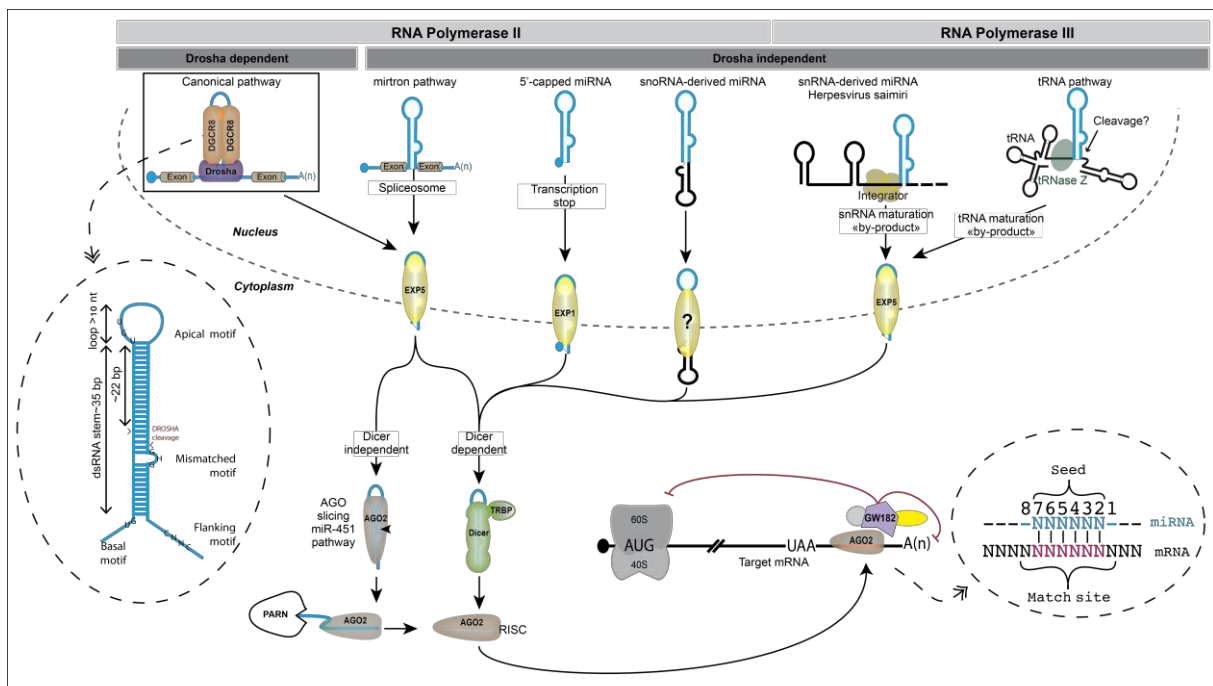 RNA Polymerase II
RNA Polymerase III
Drosha dependent
Drosha independent
Canonical pathway
mirtron pathway
5'-capped miRNA
snoRNA-derived miRNA
snRNA-derived miRNA
Herpesvirus saimiri
tRNA pathway
DGCR8
DGCR8
Drosha
Exon
Exon
A(n)
Exon
Exon
A(n)
Spliceosome
Transcription
stop
Integrator
snRNA maturation
«by-product»
tRNA
Cleavage?
tRNase Z
tRNA maturation
«by-product»
Nucleus
Cytoplasm
EXP5
EXP1
?
EXP5
loop >10 nt
U
G
U
Apical motif
~22 bp
dsRNA stem~35 bp
DROSHA
cleavage
Mismatched
motif
G
H
G
U
G
Basal
motif
Flanking
motif
C
N
N
C
Dicer
independent
Dicer
dependent
AGO
slicing
miR-451
pathway
AGO2
TRBP
Dicer
PARN
AGO2
AGO2
RISC
60S
AUG
40S
UAA
Target mRNA
GW182
AGO2
A(n)
Seed
87654321
----NNNNNNN---- miRNA
NNNNNNNNNNNNNN mRNA
Match site